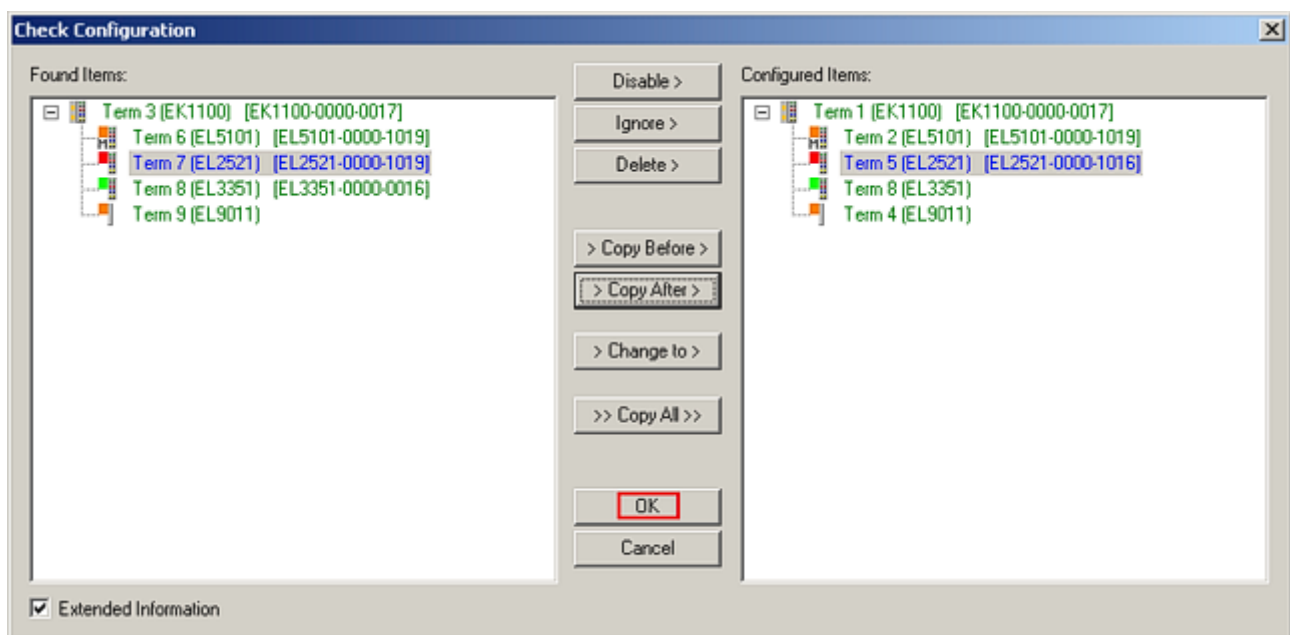 Check Configuration
Found Items:
Term 3 (EK1100) [EK1100-0000-0017]
Term 6 (EL5101) [EL5101-0000-1019]
Term 7 (EL2521) [EL2521-0000-1019]
Term 8 (EL3351) [EL3351-0000-0016]
Term 9 (EL9011)
Disable >
Ignore >
Delete >
> Copy Before >
> Copy After >
> Change to >
>> Copy All >>
OK
Cancel
Configured Items:
Term 1 (EK1100) [EK1100-0000-0017]
Term 2 (EL5101) [EL5101-0000-1019]
Term 5 (EL2521) [EL2521-0000-1016]
Term 8 (EL3351)
Term 4 (EL9011)
Extended Information